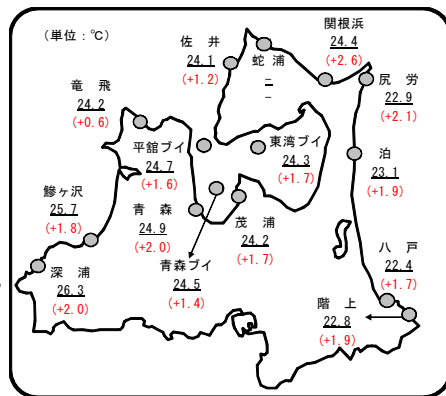 (単位：℃)
佐井
24.1
(+1.2)
蛇浦
－
－
関根浜
24.4
(+2.6)
尻労
22.9
(+2.1)
竜飛
24.2
(+0.6)
平舘ブイ
24.7
(+1.6)
東湾ブイ
24.3
(+1.7)
泊
23.1
(+1.9)
鰺ヶ沢
25.7
(+1.8)
青森
24.9
(+2.0)
茂浦
24.2
(+1.7)
青森ブイ
24.5
(+1.4)
深浦
26.3
(+2.0)
八戸
22.4
(+1.7)
階上
22.8
(+1.9)